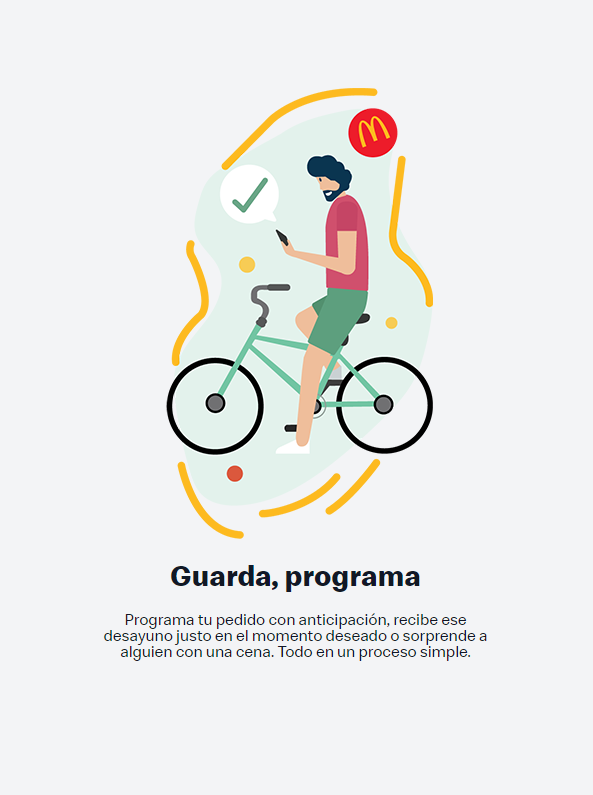 Guarda, programa
Programa tu pedido con anticipación, recibe ese
desayuno justo en el momento deseado o sorprende a
alguien con una cena. Todo en un proceso simple.